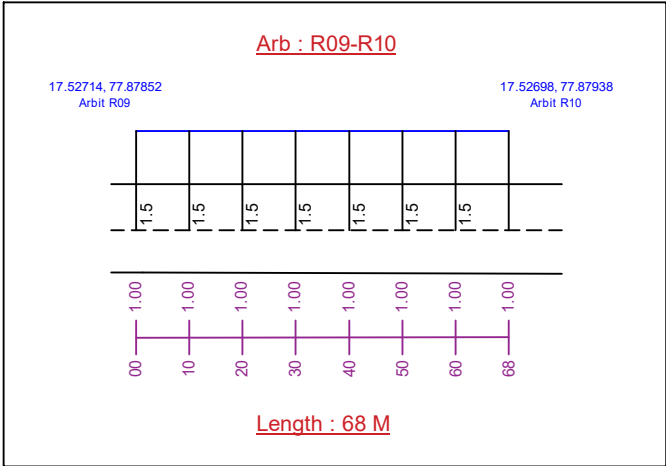 Arb : R09-R10
17.52714, 77.87852
Arbit R09
17.52698, 77.87938
Arbit R10
1.5 1.5 1.5 1.5 1.5 1.5 1.5
1.00 1.00 1.00 1.00 1.00 1.00 1.00 1.00
00 10 20 30 40 50 60 68
Length : 68 M